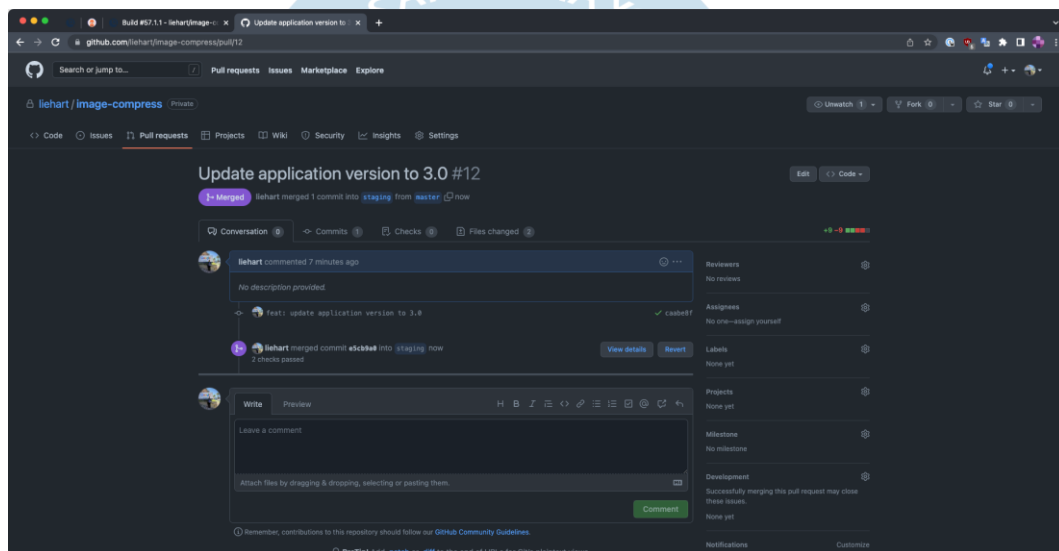 Build #57.1.1 - liehart/image-c
Update application version to
github.com/liehart/image-compress/pull/12
Search or jump to...
/
Pull requests Issues Marketplace Explore
liehart / image-compress Private
Unwatch 1
Fork 0
Star 0
Code
Issues
Pull requests
Projects
Wiki
Security
Insights
Settings
Update application version to 3.0 #12
Edit
Code
Merged
liehart merged 1 commit into staging from master now
Conversation 0
Commits 1
Checks 0
Files changed 2
+9 −9
liehart commented 7 minutes ago
No description provided.
feat: update application version to 3.0
caabe8f
liehart merged commit e5cb9a0 into staging now
2 checks passed
View details
Revert
Reviewers
No reviews
Assignees
No one—assign yourself
Labels
None yet
Projects
None yet
Milestone
No milestone
Development
Successfully merging this pull request may close
these issues.
None yet
Notifications
Customize
Write
Preview
H B I
Leave a comment
Attach files by dragging & dropping, selecting or pasting them.
Comment
Remember, contributions to this repository should follow our GitHub Community Guidelines.